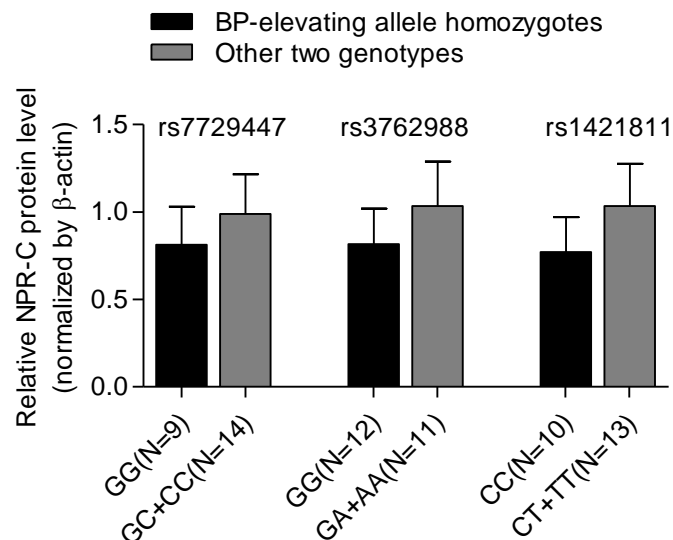 BP-elevating allele homozygotes
Other two genotypes
Relative NPR-C protein level
(normalized by β-actin)
1.5
1.0
0.5
0.0
rs7729447
rs3762988
rs1421811
GG(N=9)
GC+CC(N=14)
GG(N=12)
GA+AA(N=11)
CC(N=10)
CT+TT(N=13)